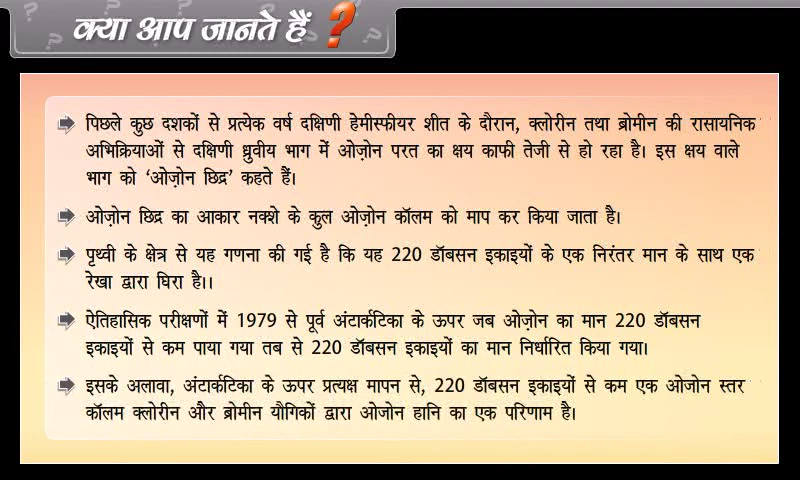 क्या आप जानते हैं ?
पिछले कुछ दशकों से प्रत्येक वर्ष दक्षिणी हेमीस्फीयर शीत के दौरान, क्लोरीन तथा ब्रोमीन की रासायनिक
अभिक्रियाओं से दक्षिणी ध्रुवीय भाग में ओज़ोन परत का क्षय काफी तेजी से हो रहा है। इस क्षय वाले
भाग को ‘ओज़ोन छिद्र’ कहते हैं।
ओज़ोन छिद्र का आकार नक्शे के कुल ओज़ोन कॉलम को माप कर किया जाता है।
पृथ्वी के क्षेत्र से यह गणना की गई है कि यह 220 डॉबसन इकाइयों के एक निरंतर मान के साथ एक
रेखा द्वारा घिरा है।।
ऐतिहासिक परीक्षणों में 1979 से पूर्व अंटार्कटिका के ऊपर जब ओज़ोन का मान 220 डॉबसन
इकाइयों से कम पाया गया तब से 220 डॉबसन इकाइयों का मान निर्धारित किया गया।
इसके अलावा, अंटार्कटिका के ऊपर प्रत्यक्ष मापन से, 220 डॉबसन इकाइयों से कम एक ओजोन स्तर
कॉलम क्लोरीन और ब्रोमीन यौगिकों द्वारा ओजोन हानि का एक परिणाम है।